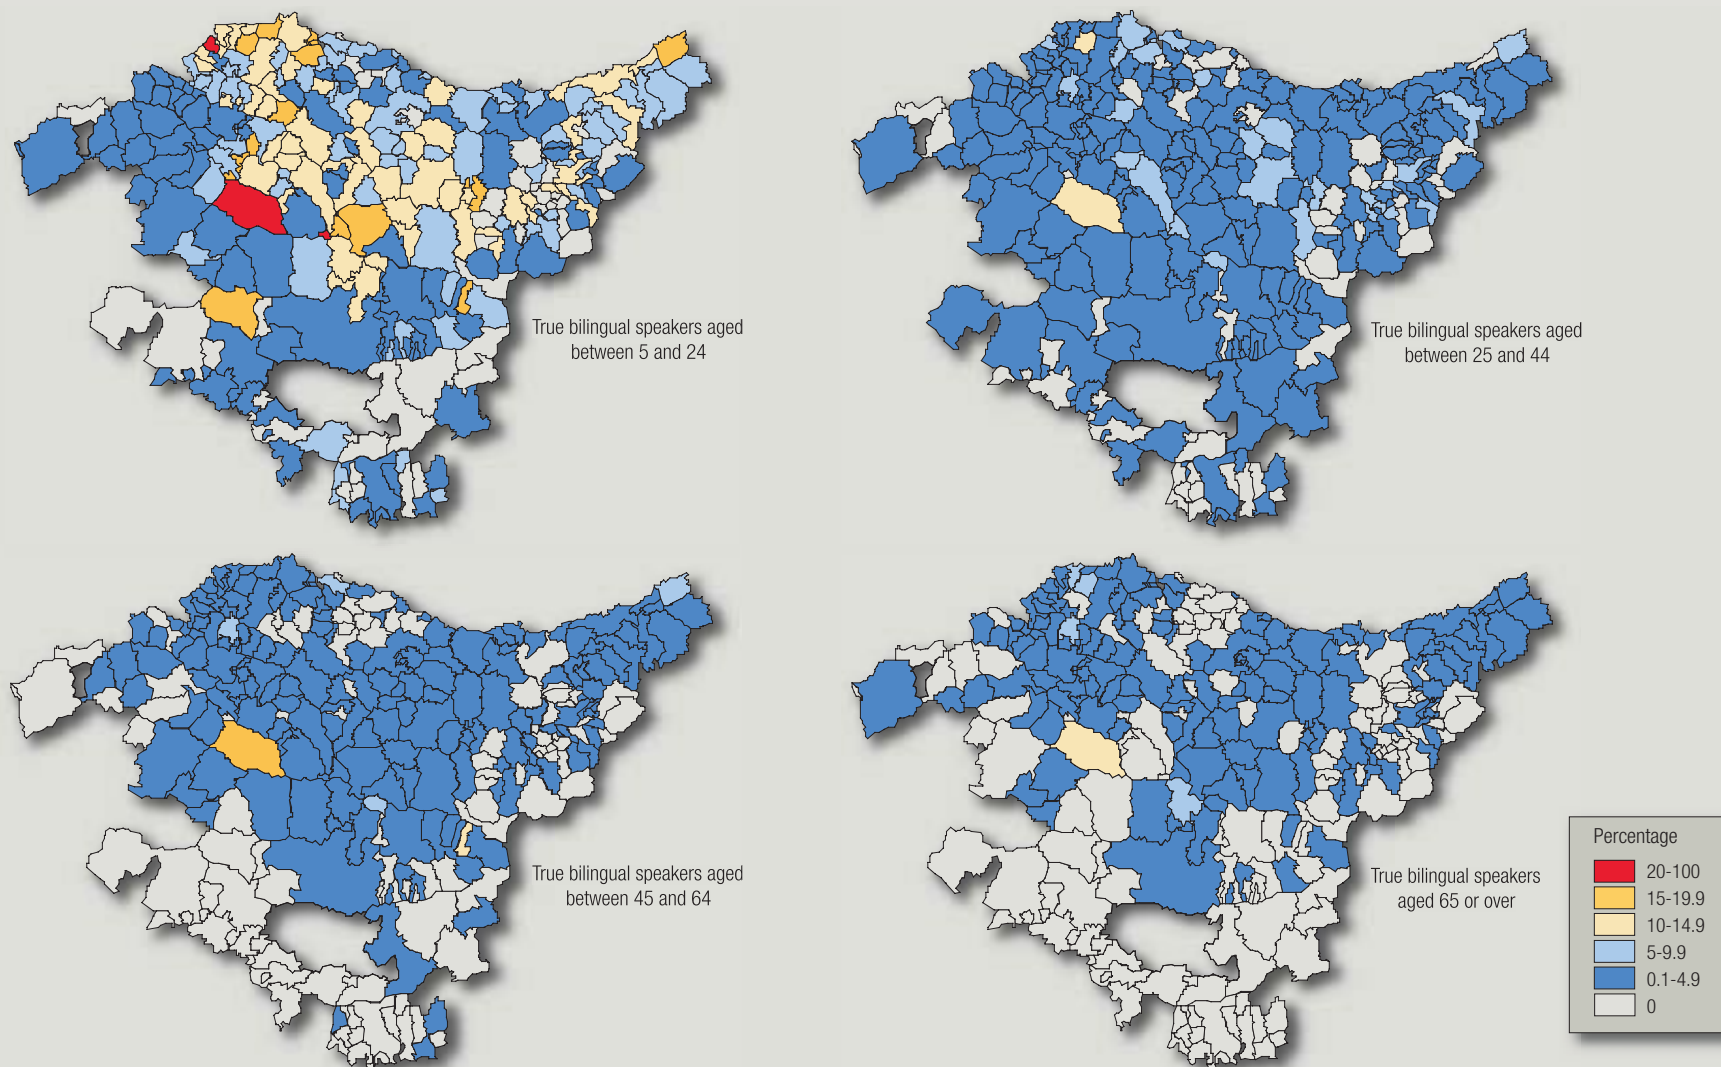 True bilingual speakers aged
between 5 and 24
True bilingual speakers aged
between 25 and 44
True bilingual speakers aged
between 45 and 64
True bilingual speakers
aged 65 or over
Percentage
20-100
15-19.9
10-14.9
5-9.9
0.1-4.9
0